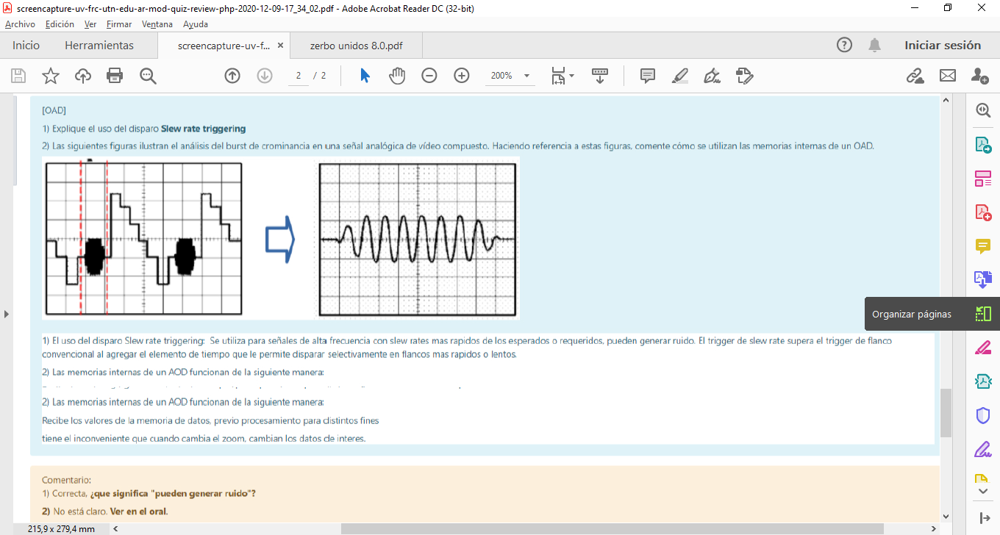 screencapture-uv-frc-utn-edu-ar-mod-quiz-review-php-2020-12-09-17_34_02.pdf - Adobe Acrobat Reader DC (32-bit)
Archivo Edición Ver Firmar Ventana Ayuda
Inicio Herramientas screencapture-uv-f... zerbo unidos 8.0.pdf Iniciar sesión
2 / 2 200%
[OAD]
1) Explique el uso del disparo Slew rate triggering
2) Las siguientes figuras ilustran el análisis del burst de crominancia en una señal analógica de vídeo compuesto. Haciendo referencia a estas figuras, comente cómo se utilizan las memorias internas de un OAD.
Organizar páginas
1) El uso del disparo Slew rate triggering: Se utiliza para señales de alta frecuencia con slew rates mas rapidos de los esperados o requeridos, pueden generar ruido. El trigger de slew rate supera el trigger de flanco
convencional al agregar el elemento de tiempo que le permite disparar selectivamente en flancos mas rapidos o lentos.
2) Las memorias internas de un AOD funcionan de la siguiente manera:
2) Las memorias internas de un AOD funcionan de la siguiente manera:
Recibe los valores de la memoria de datos, previo procesamiento para distintos fines
tiene el inconveniente que cuando cambia el zoom, cambian los datos de interes.
Comentario:
1) Correcta, ¿que significa "pueden generar ruido"?
2) No está claro. Ver en el oral.
215,9 x 279,4 mm